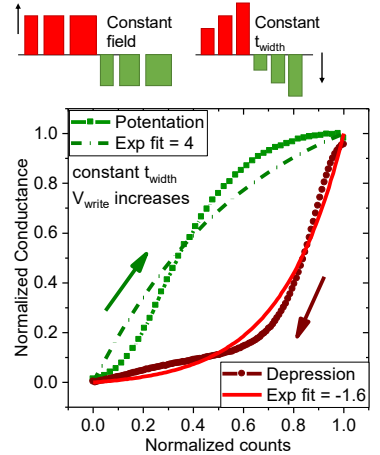 Constant
field
Constant
t_width
Potentation
Exp fit = 4
constant t_width
V_write increases
Depression
Exp fit = -1.6
Normalized Conductance
1.0
0.8
0.6
0.4
0.2
0.0
0.0 0.2 0.4 0.6 0.8 1.0
Normalized counts